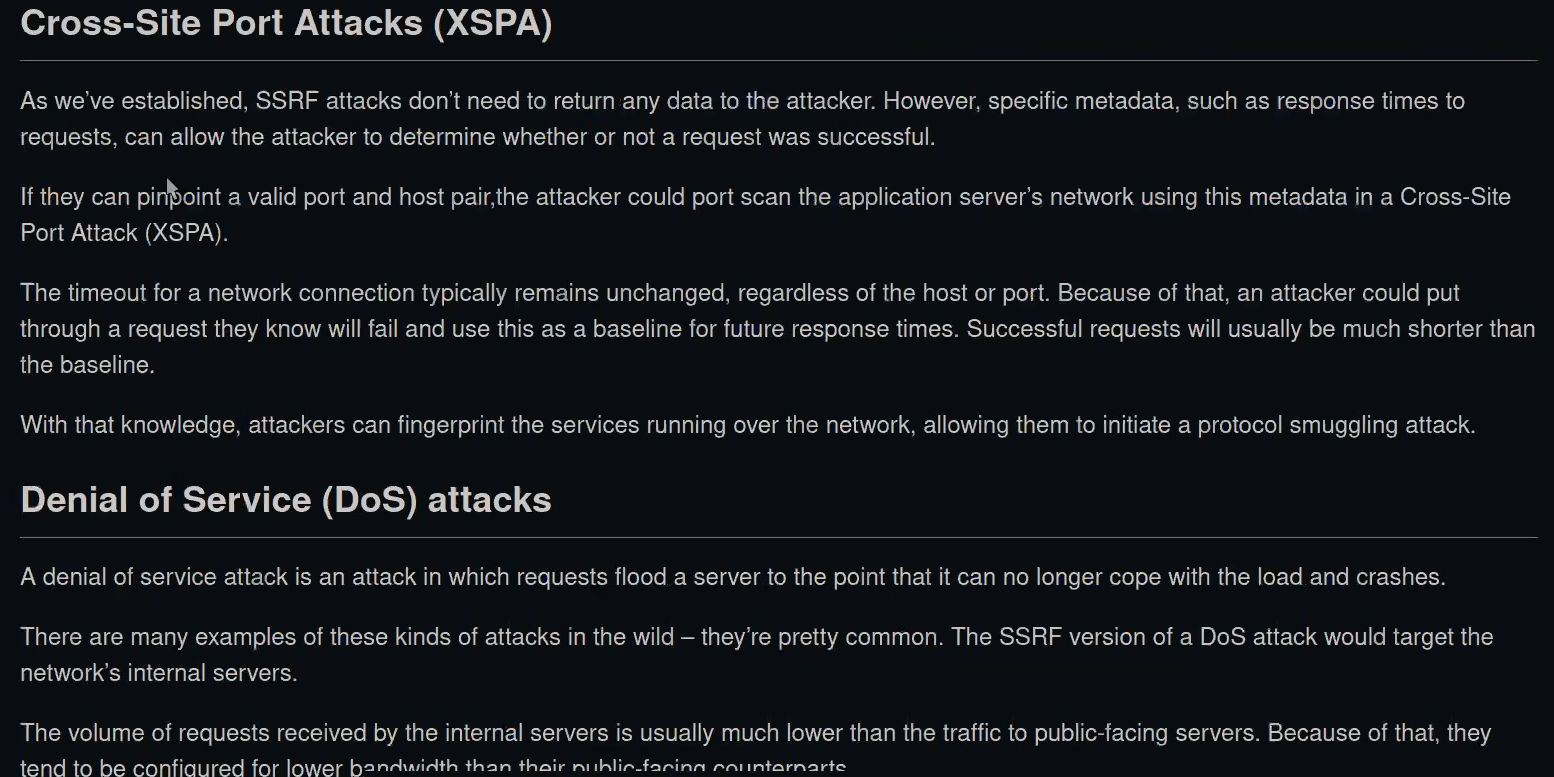 Cross-Site Port Attacks (XSPA)
As we’ve established, SSRF attacks don’t need to return any data to the attacker. However, specific metadata, such as response times to
requests, can allow the attacker to determine whether or not a request was successful.
If they can pinpoint a valid port and host pair,the attacker could port scan the application server’s network using this metadata in a Cross-Site
Port Attack (XSPA).
The timeout for a network connection typically remains unchanged, regardless of the host or port. Because of that, an attacker could put
through a request they know will fail and use this as a baseline for future response times. Successful requests will usually be much shorter than
the baseline.
With that knowledge, attackers can fingerprint the services running over the network, allowing them to initiate a protocol smuggling attack.
Denial of Service (DoS) attacks
A denial of service attack is an attack in which requests flood a server to the point that it can no longer cope with the load and crashes.
There are many examples of these kinds of attacks in the wild – they’re pretty common. The SSRF version of a DoS attack would target the
network’s internal servers.
The volume of requests received by the internal servers is usually much lower than the traffic to public-facing servers. Because of that, they
tend to be configured for lower bandwidth than their public-facing counterparts.